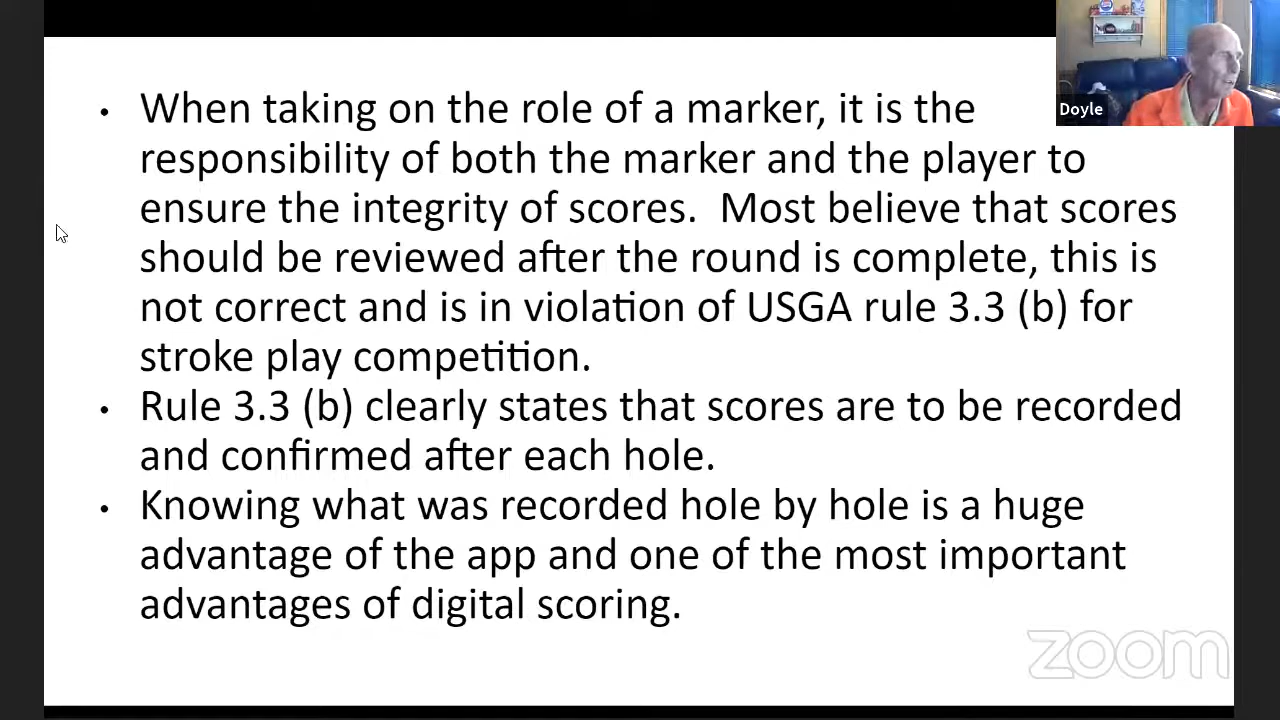 • When taking on the role of a marker, it is the
responsibility of both the marker and the player to
ensure the integrity of scores.  Most believe that scores
should be reviewed after the round is complete, this is
not correct and is in violation of USGA rule 3.3 (b) for
stroke play competition.
• Rule 3.3 (b) clearly states that scores are to be recorded
and confirmed after each hole.
• Knowing what was recorded hole by hole is a huge
advantage of the app and one of the most important
advantages of digital scoring.
Doyle
zoom